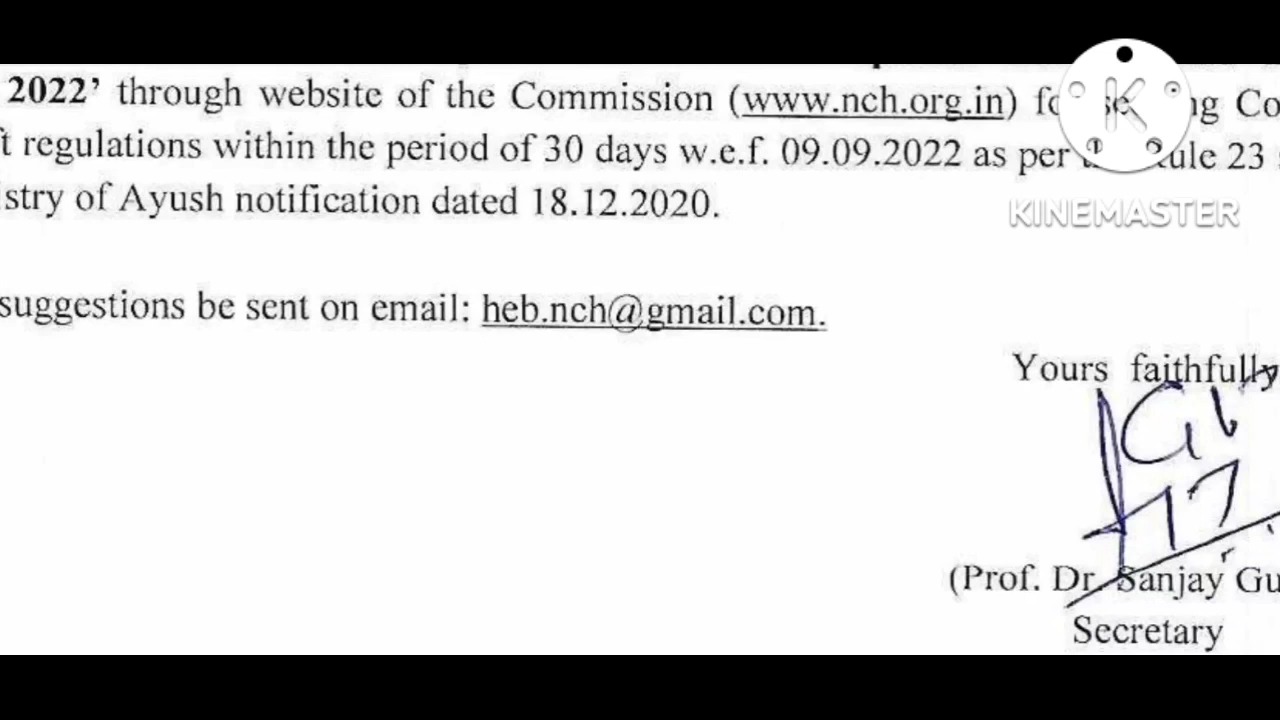 2022’ through website of the Commission (www.nch.org.in) Co
t regulations within the period of 30 days w.e.f. 09.09.2022 as per 23
stry of Ayush notification dated 18.12.2020.
KINEMASTER
suggestions be sent on email: heb.nch@gmail.com.
Yours faithfully
(Prof. Dr. Sanjay Gu
Secretary